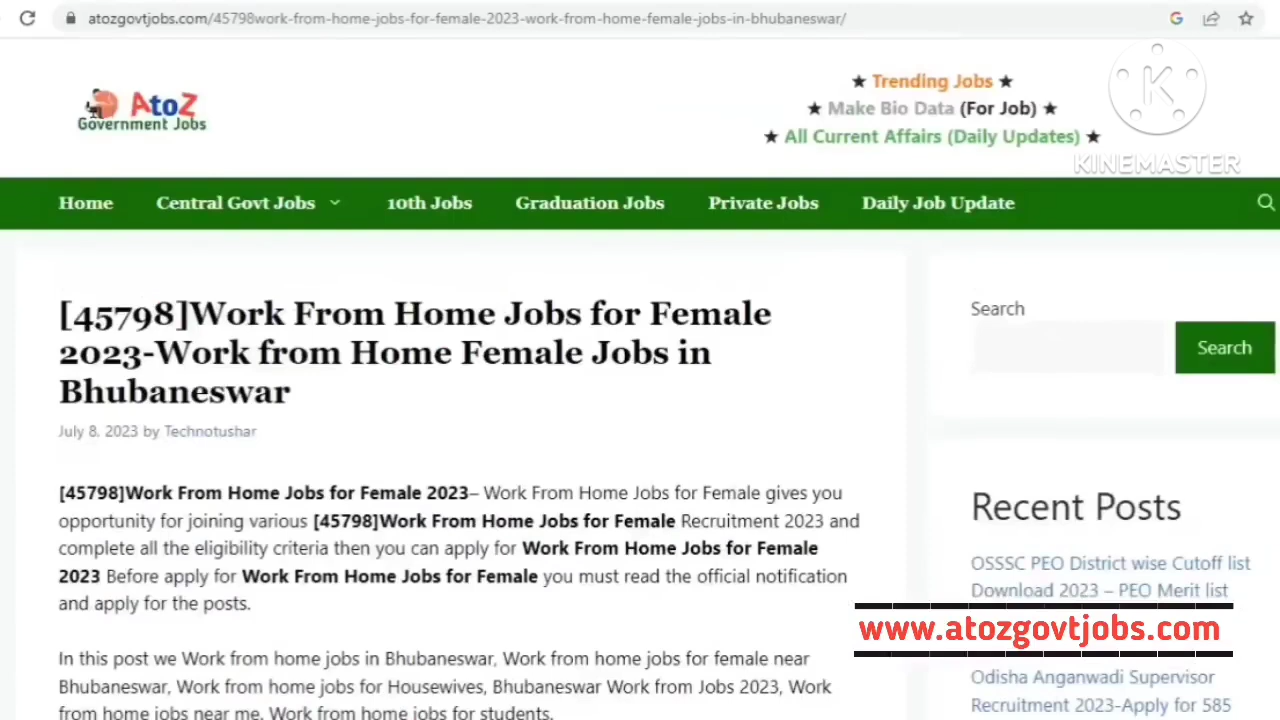 atozgovtjobs.com/45798work-from-home-jobs-for-female-2023-work-from-home-female-jobs-in-bhubaneswar/
AtoZ
Government Jobs
★ Trending Jobs ★
★ Make Bio Data (For Job) ★
★ All Current Affairs (Daily Updates) ★
K
KINEMASTER
Home Central Govt Jobs 10th Jobs Graduation Jobs Private Jobs Daily Job Update
[45798]Work From Home Jobs for Female
2023-Work from Home Female Jobs in
Bhubaneswar
July 8, 2023 by Technotushar
[45798]Work From Home Jobs for Female 2023– Work From Home Jobs for Female gives you
opportunity for joining various [45798]Work From Home Jobs for Female Recruitment 2023 and
complete all the eligibility criteria then you can apply for Work From Home Jobs for Female
2023 Before apply for Work From Home Jobs for Female you must read the official notification
and apply for the posts.
In this post we Work from home jobs in Bhubaneswar, Work from home jobs for female near
Bhubaneswar, Work from home jobs for Housewives, Bhubaneswar Work from Jobs 2023, Work
from home jobs near me, Work from home jobs for students.
Search
Search
Recent Posts
OSSSC PEO District wise Cutoff list
Download 2023 – PEO Merit list
www.atozgovtjobs.com
Odisha Anganwadi Supervisor
Recruitment 2023-Apply for 585